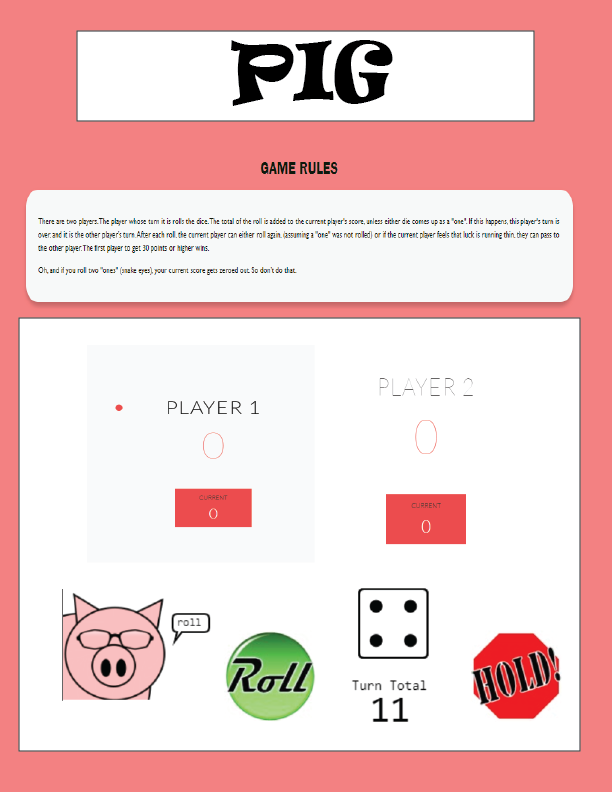 PIG
GAME RULES
There are two players. The player whose turn it is rolls the dice. The total of the roll is added to the current player's score, unless either die comes up as a "one". If this happens, this player's turn is
over, and it is the other player's turn. After each roll, the current player can either roll again, (assuming a "one" was not rolled) or if the current player feels that luck is running thin, they can pass to
the other player. The first player to get 30 points or higher wins.
Oh, and if you roll two "ones" (snake eyes), your current score gets zeroed out. So don't do that.
PLAYER 1
0
CURRENT
0
PLAYER 2
0
CURRENT
0
roll
Roll
Turn Total
11
HOLD!